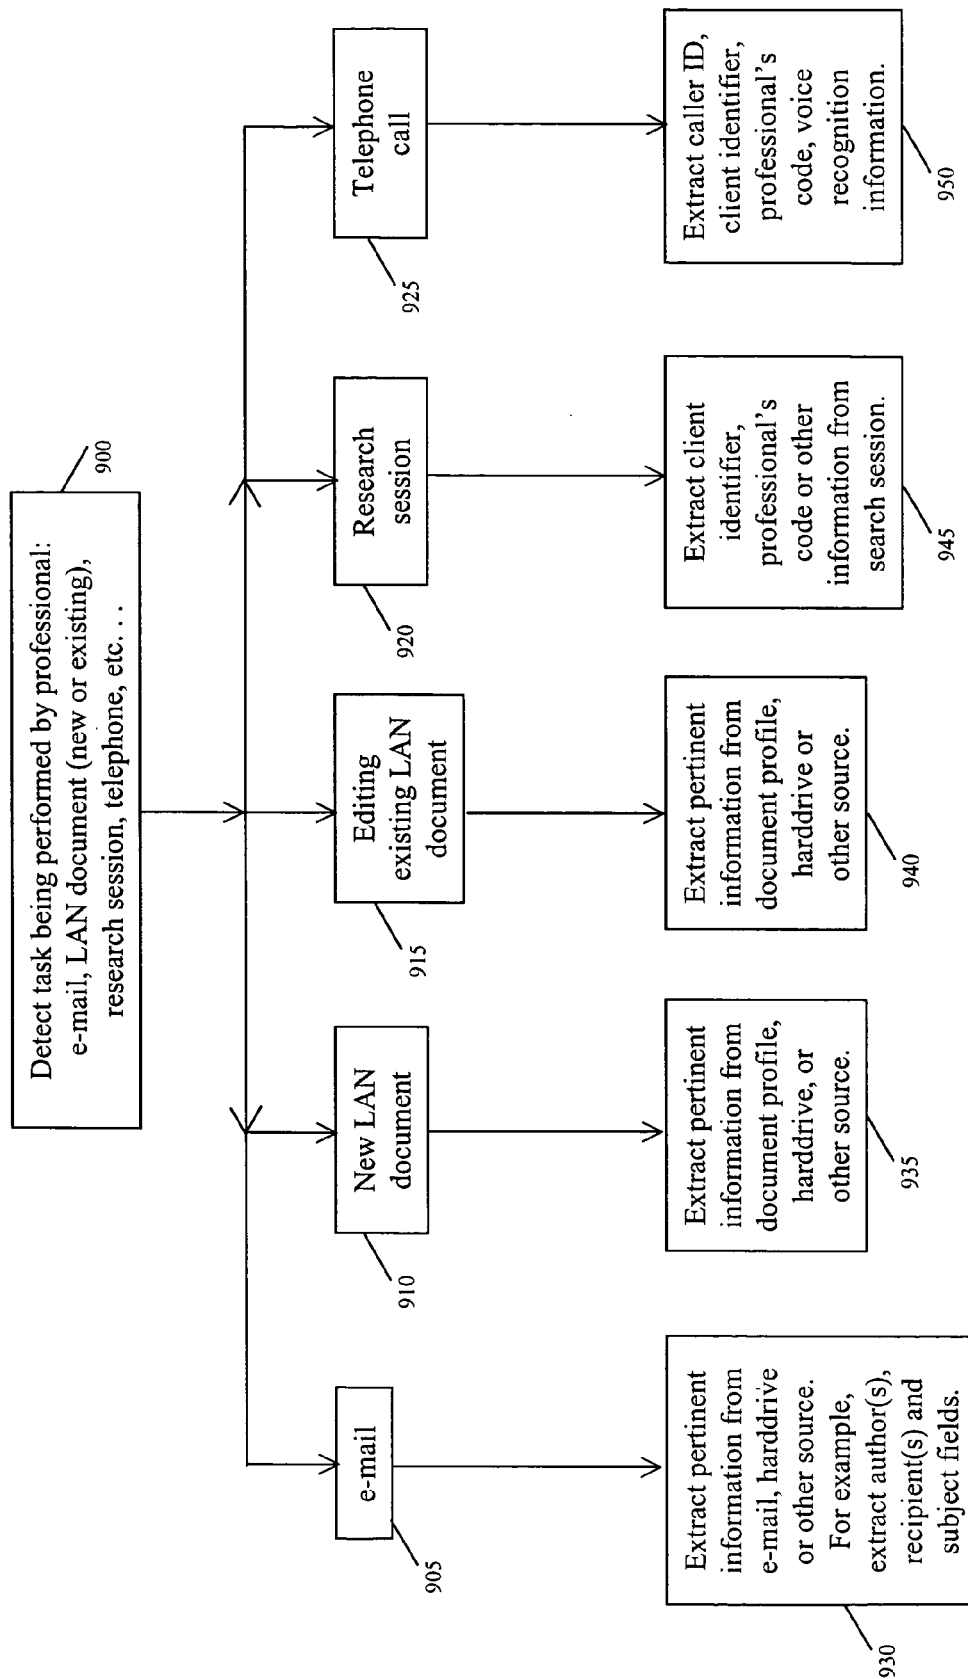 Detect task being performed by professional:
e-mail, LAN document (new or existing),
research session, telephone, etc. . .
900
e-mail
905
New LAN
document
910
Editing
existing LAN
document
915
Research
session
920
Telephone
call
925
Extract pertinent
information from
e-mail, harddrive
or other source.
For example,
extract author(s),
recipient(s) and
subject fields.
930
Extract pertinent
information from
document profile,
harddrive, or
other source.
935
Extract pertinent
information from
document profile,
harddrive or
other source.
940
Extract client
identifier,
professional's
code or other
information from
search session.
945
Extract caller ID,
client identifier,
professional's
code, voice
recognition
information.
950